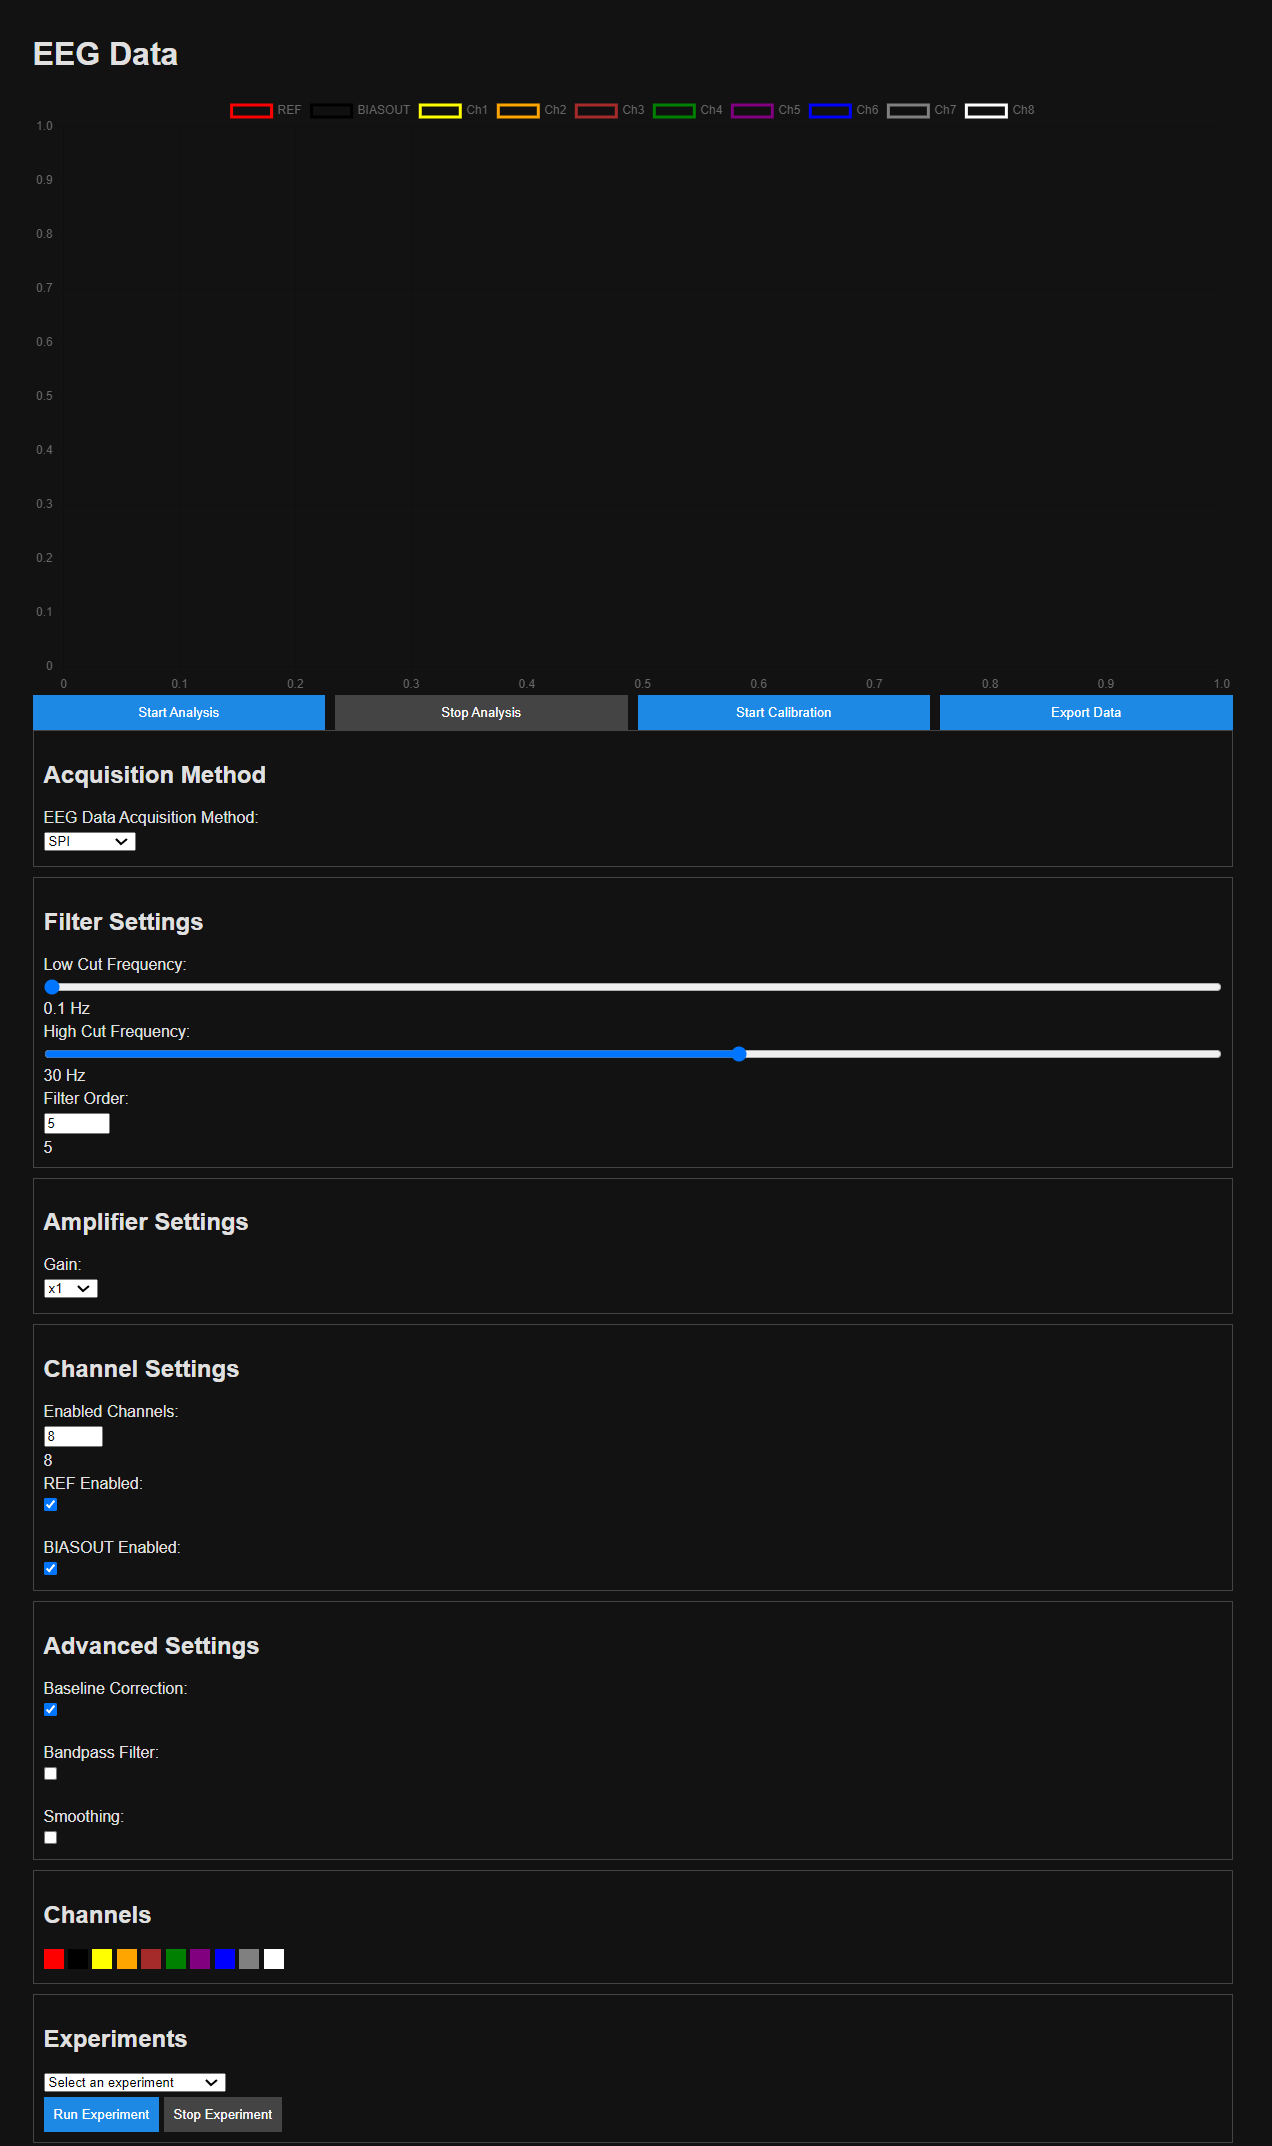 EEG Data
REF BIASOUT Ch1 Ch2 Ch3 Ch4 Ch5 Ch6 Ch7 Ch8
1.0
0.9
0.8
0.7
0.6
0.5
0.4
0.3
0.2
0.1
0
0 0.1 0.2 0.3 0.4 0.5 0.6 0.7 0.8 0.9 1.0
Start Analysis Stop Analysis Start Calibration Export Data
Acquisition Method
EEG Data Acquisition Method:
SPI
Filter Settings
Low Cut Frequency:
0.1 Hz
High Cut Frequency:
30 Hz
Filter Order:
5
5
Amplifier Settings
Gain:
x1
Channel Settings
Enabled Channels:
8
8
REF Enabled:
BIASOUT Enabled:
Advanced Settings
Baseline Correction:
Bandpass Filter:
Smoothing:
Channels
Experiments
Select an experiment
Run Experiment Stop Experiment